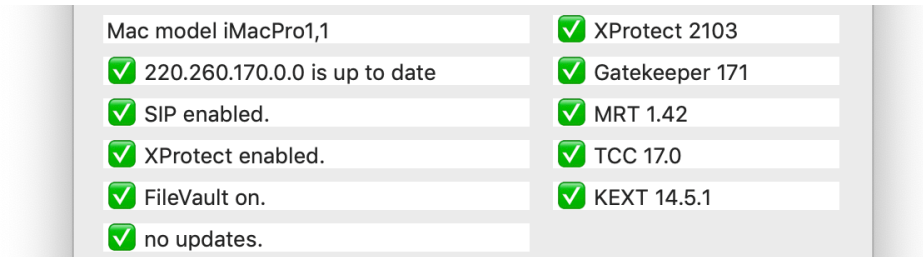 Mac model iMacPro1,1
✅ 220.260.170.0.0 is up to date
✅ SIP enabled.
✅ XProtect enabled.
✅ FileVault on.
✅ no updates.
✅ XProtect 2103
✅ Gatekeeper 171
✅ MRT 1.42
✅ TCC 17.0
✅ KEXT 14.5.1